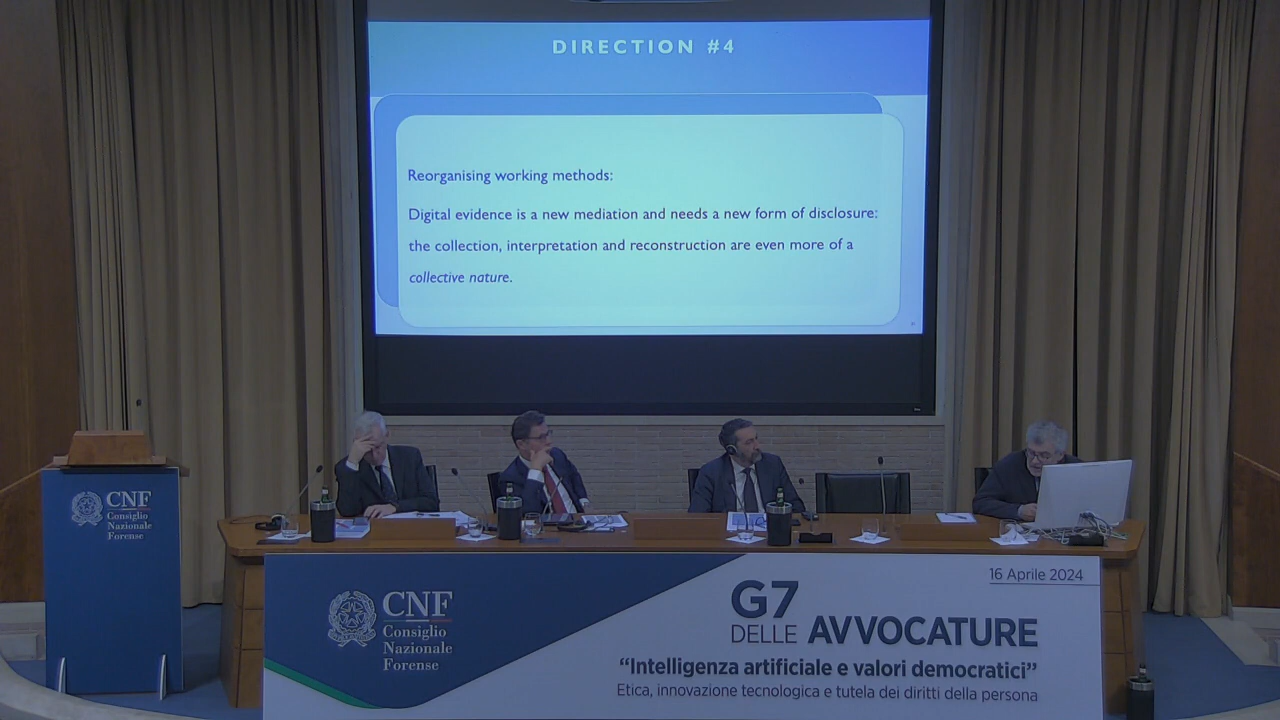 DIRECTION #4
Reorganising working methods:
Digital evidence is a new mediation and needs a new form of disclosure:
the collection, interpretation and reconstruction are even more of a
collective nature.
CNF
Consiglio
Nazionale
Forense
CNF
Consiglio
Nazionale
Forense
16 Aprile 2024
G7
DELLE AVVOCATURE
“Intelligenza artificiale e valori democratici”
Etica, innovazione tecnologica e tutela dei diritti della persona